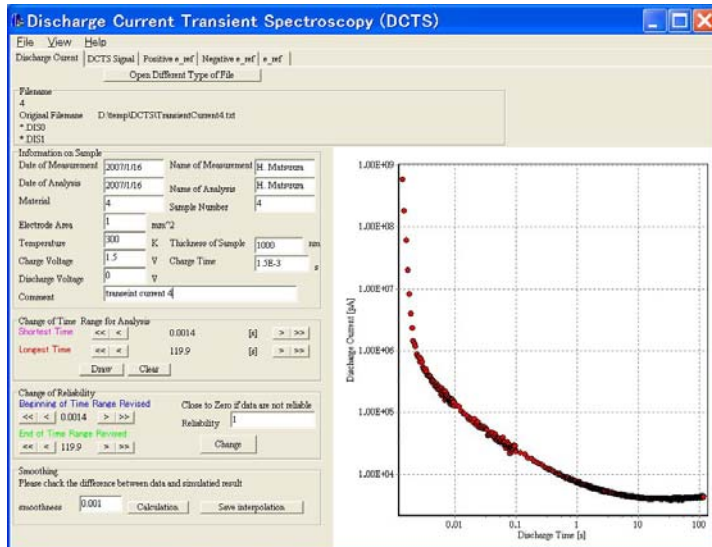 Discharge Current Transient Spectroscopy (DCTS)
File View Help
Discharge Current DCTS Signal Positive e_ref Negative e_ref e_ref
Open Different Type of File
Filename
4
Original Filename D:\temp\DCTS\TransientCurrent4.txt
*.DIS0
*.DIS1
Information on Sample
Date of Measurement 2007/1/16 Name of Measurement H. Matsuura
Date of Analysis 2007/1/16 Name of Analysis H. Matsuura
Material 4 Sample Number 4
Electrode Area 1 mm^2
Temperature 300 K Thickness of Sample 1000 nm
Charge Voltage 1.5 V Charge Time 1.5E-3 s
Discharge Voltage 0 V
Comment transeint current 4
Change of Time Range for Analysis
Shortest Time << < 0.0014 [s] > >>
Longest Time << < 119.9 [s] > >>
Draw Clear
Change of Reliability
Beginning of Time Range Revised Close to Zero if data are not reliable
<< < 0.0014 > >> Reliability 1
End of Time Range Revised
<< < 119.9 > >> Change
Smoothing
Please chack the difference between data and simulatied result
smoothness 0.001 Calculation Save interpolation
1.00E+09
1.00E+08
1.00E+07
1.00E+06
1.00E+05
1.00E+04
Discharge Current [pA]
0.01 0.1 1 10 100
Discharge Time [s]